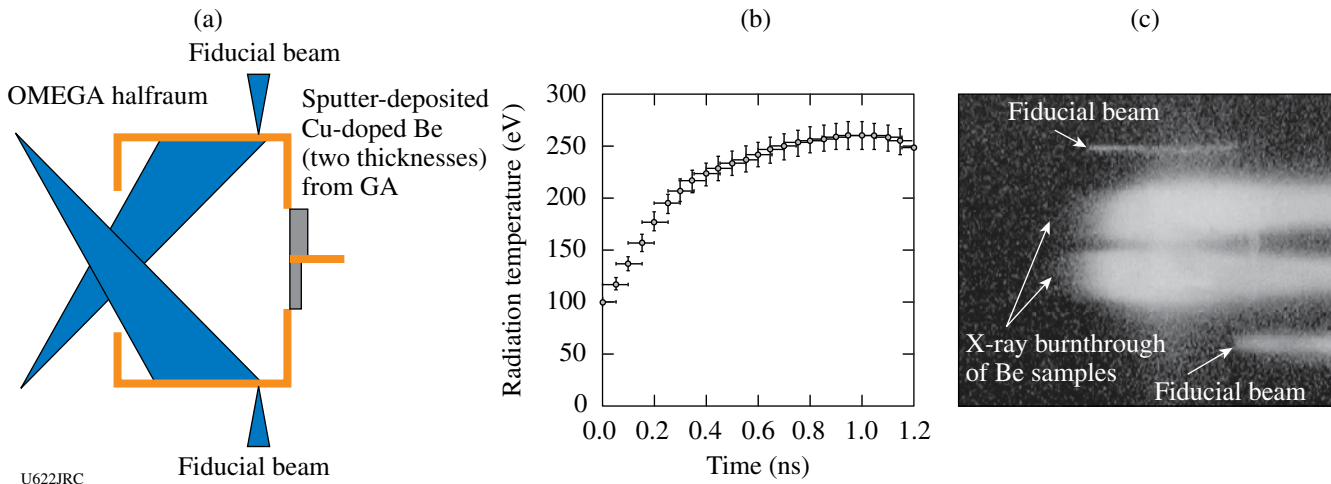 (a)
Fiducial beam
OMEGA halfraum
Sputter-deposited
Cu-doped Be
(two thicknesses)
from GA
Fiducial beam
U622JRC
(b)
Radiation temperature (eV)
300
250
200
150
100
50
0
0.0 0.2 0.4 0.6 0.8 1.0 1.2
Time (ns)
(c)
Fiducial beam
X-ray burnthrough
of Be samples
Fiducial beam